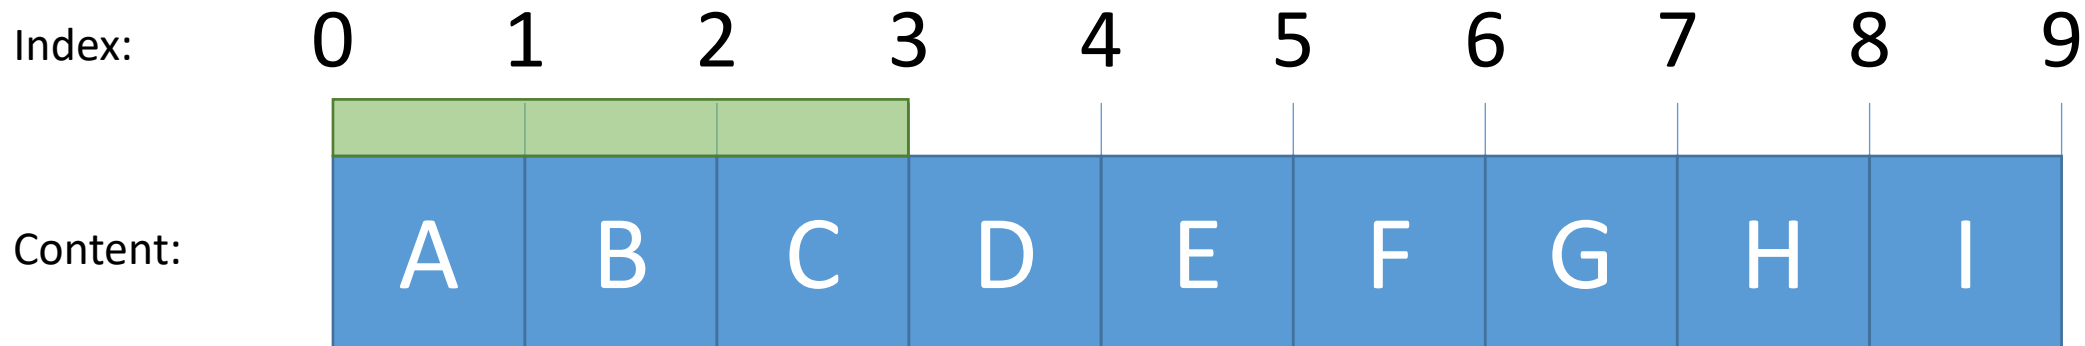 Index: 0 1 2 3 4 5 6 7 8 9
Content: A B C D E F G H I